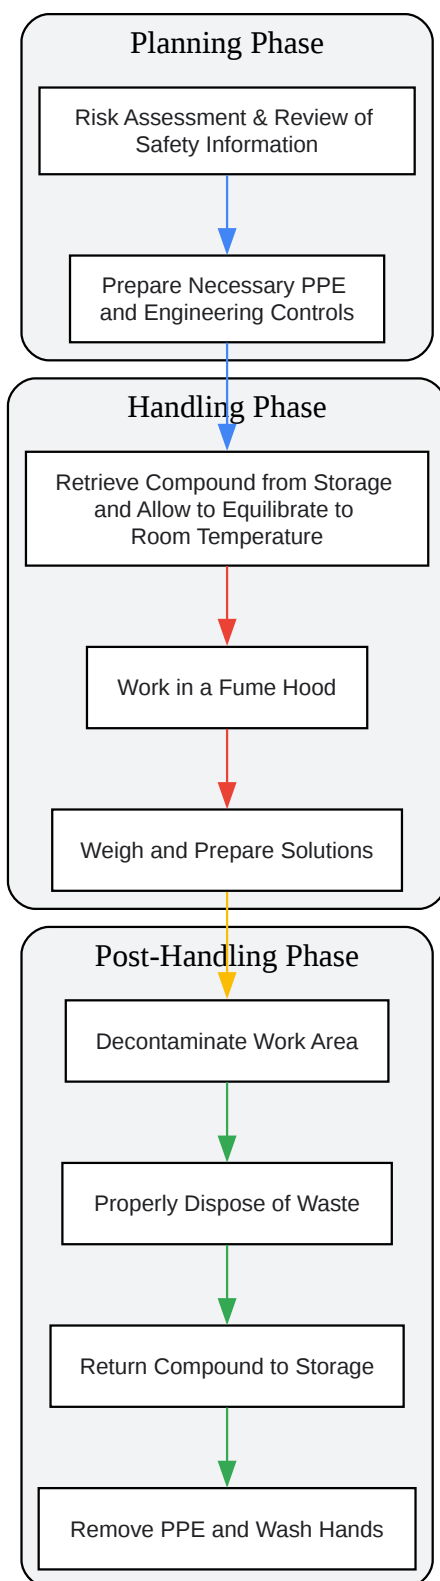 Planning Phase
Risk Assessment & Review of
Safety Information
Prepare Necessary PPE
and Engineering Controls
Handling Phase
Retrieve Compound from Storage
and Allow to Equilibrate to
Room Temperature
Work in a Fume Hood
Weigh and Prepare Solutions
Post-Handling Phase
Decontaminate Work Area
Properly Dispose of Waste
Return Compound to Storage
Remove PPE and Wash Hands